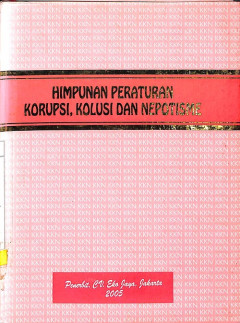 HIMPUNAN PERATURAN
KORUPSI, KOLUSI DAN NEPOTISME
Penerbit. CV. Eko Jaya. Jakarta
2005